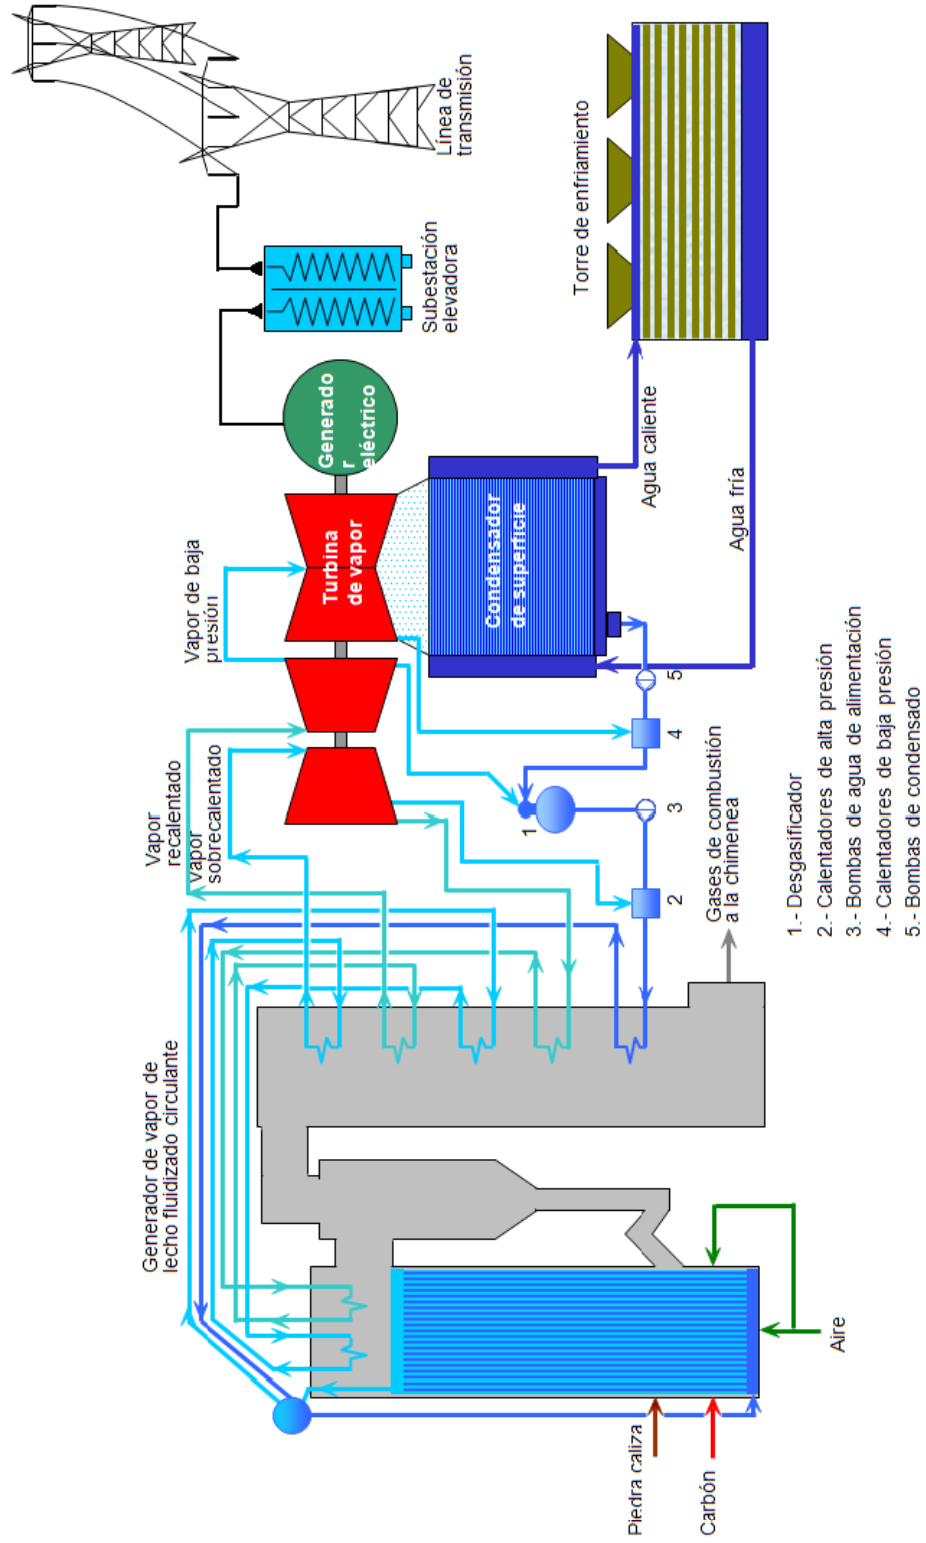 Generador de vapor de
lecho fluidizado circulante
Vapor
recalentado
Vapor
sobrecalentado
Vapor de baja
presión
Turbina
de vapor
Generado
r
eléctrico
Subestación
elevadora
Línea de
transmisión
Condensador
de superficie
Torre de enfriamiento
Agua caliente
Agua fría
1
2
3
4
5
Gases de combustión
a la chimenea
Piedra caliza
Carbón
Aire
1.- Desgasificador
2.- Calentadores de alta presión
3.- Bombas de agua de alimentación
4.- Calentadores de baja presión
5.- Bombas de condensado